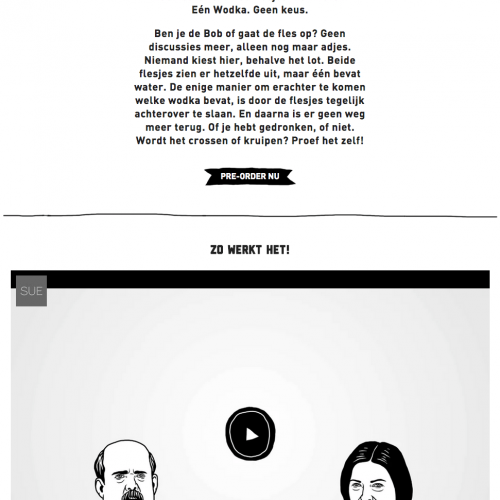 Eén Wodka. Geen keus.
Ben je de Bob of gaat de fles op? Geen
discussies meer, alleen nog maar adjes.
Niemand kiest hier, behalve het lot. Beide
flesjes zien er hetzelfde uit, maar één bevat
water. De enige manier om erachter te komen
welke wodka bevat, is door de flesjes tegelijk
achterover te slaan. En daarna is er geen weg
meer terug. Of je hebt gedronken, of niet.
Wordt het crossen of kruipen? Proef het zelf!
PRE-ORDER NU
ZO WERKT HET!
SUE